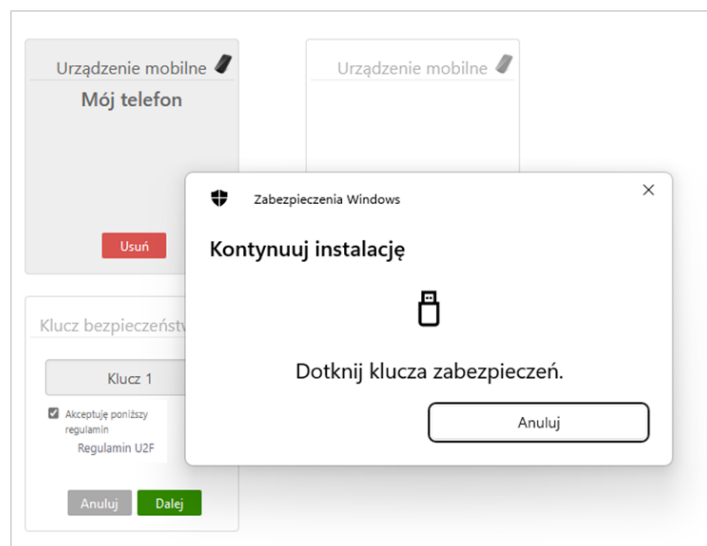 Urządzenie mobilne
Mój telefon
Usuń
Urządzenie mobilne
Zabezpieczenia Windows
Kontynuuj instalację
Dotknij klucza zabezpieczeń.
Anuluj
Klucz
Klucz 1
Akceptuję poniższy
regulamin
Regulamin U2F
Anuluj
Dalej